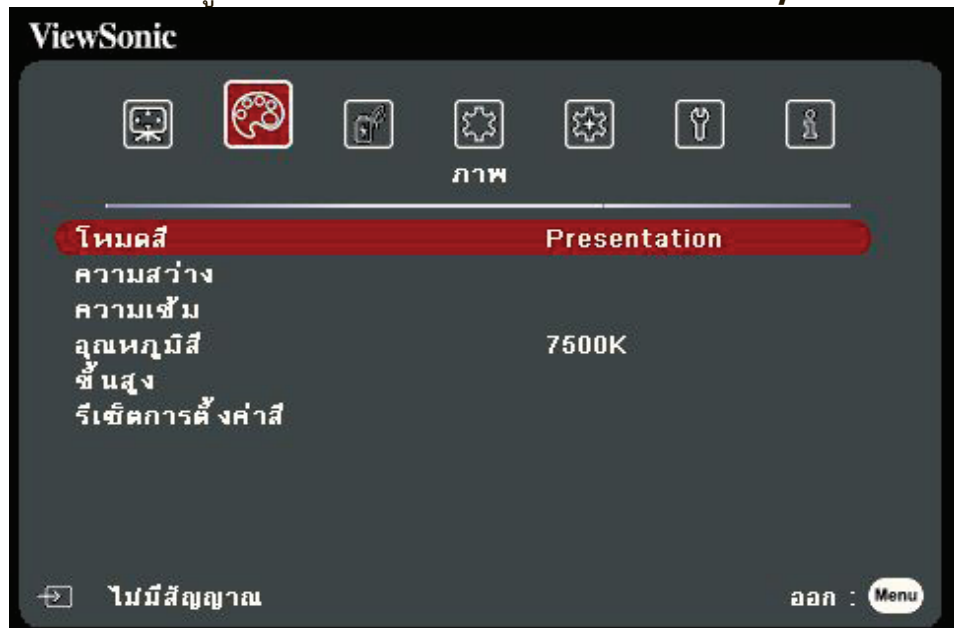 ViewSonic
ภาพ
โหมดสี Presentation
ความสว่าง
ความเข้ม
อุณหภูมิสี 7500K
ขั้นสูง
รีเซ็ตการตั้งค่าสี
ไม่มีสัญญาณ ออก : Menu